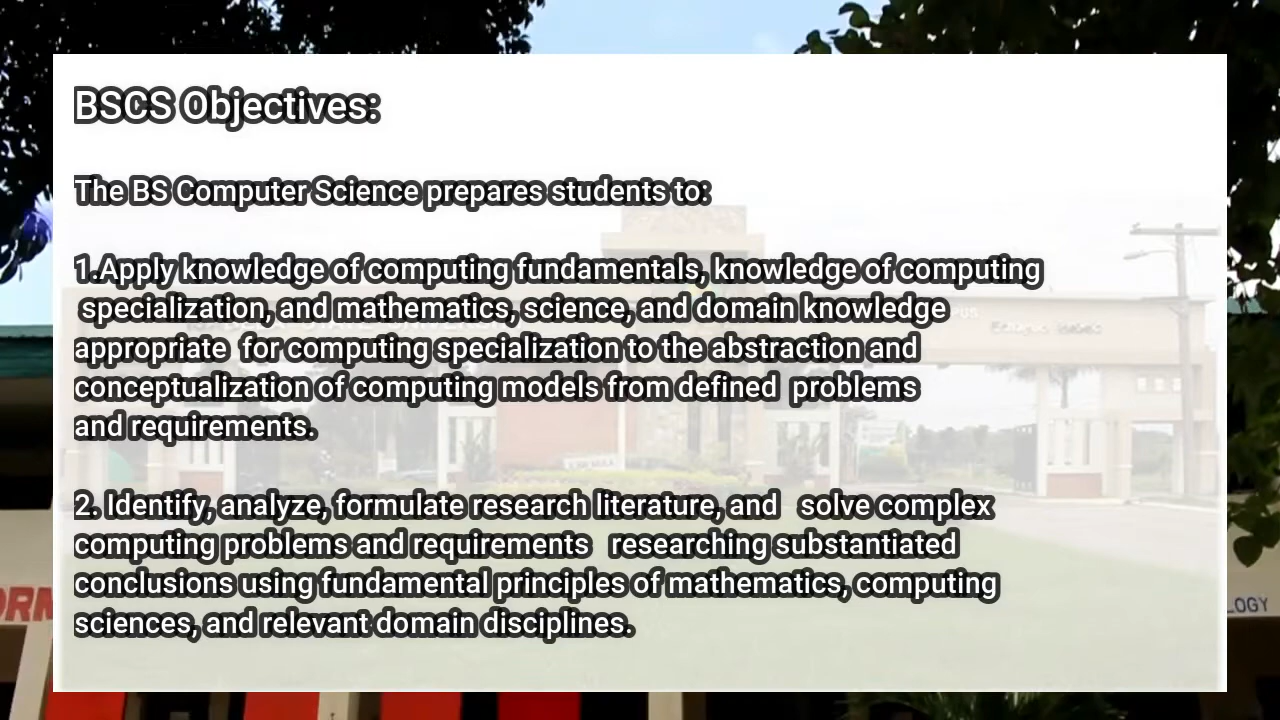 BSCS Objectives:
The BS Computer Science prepares students to:
1.Apply knowledge of computing fundamentals, knowledge of computing
specialization, and mathematics, science, and domain knowledge
appropriate  for computing specialization to the abstraction and
conceptualization of computing models from defined  problems
and requirements.
2. Identify, analyze, formulate research literature, and   solve complex
computing problems and requirements   researching substantiated
conclusions using fundamental principles of mathematics, computing
sciences, and relevant domain disciplines.
ORM
LOGY